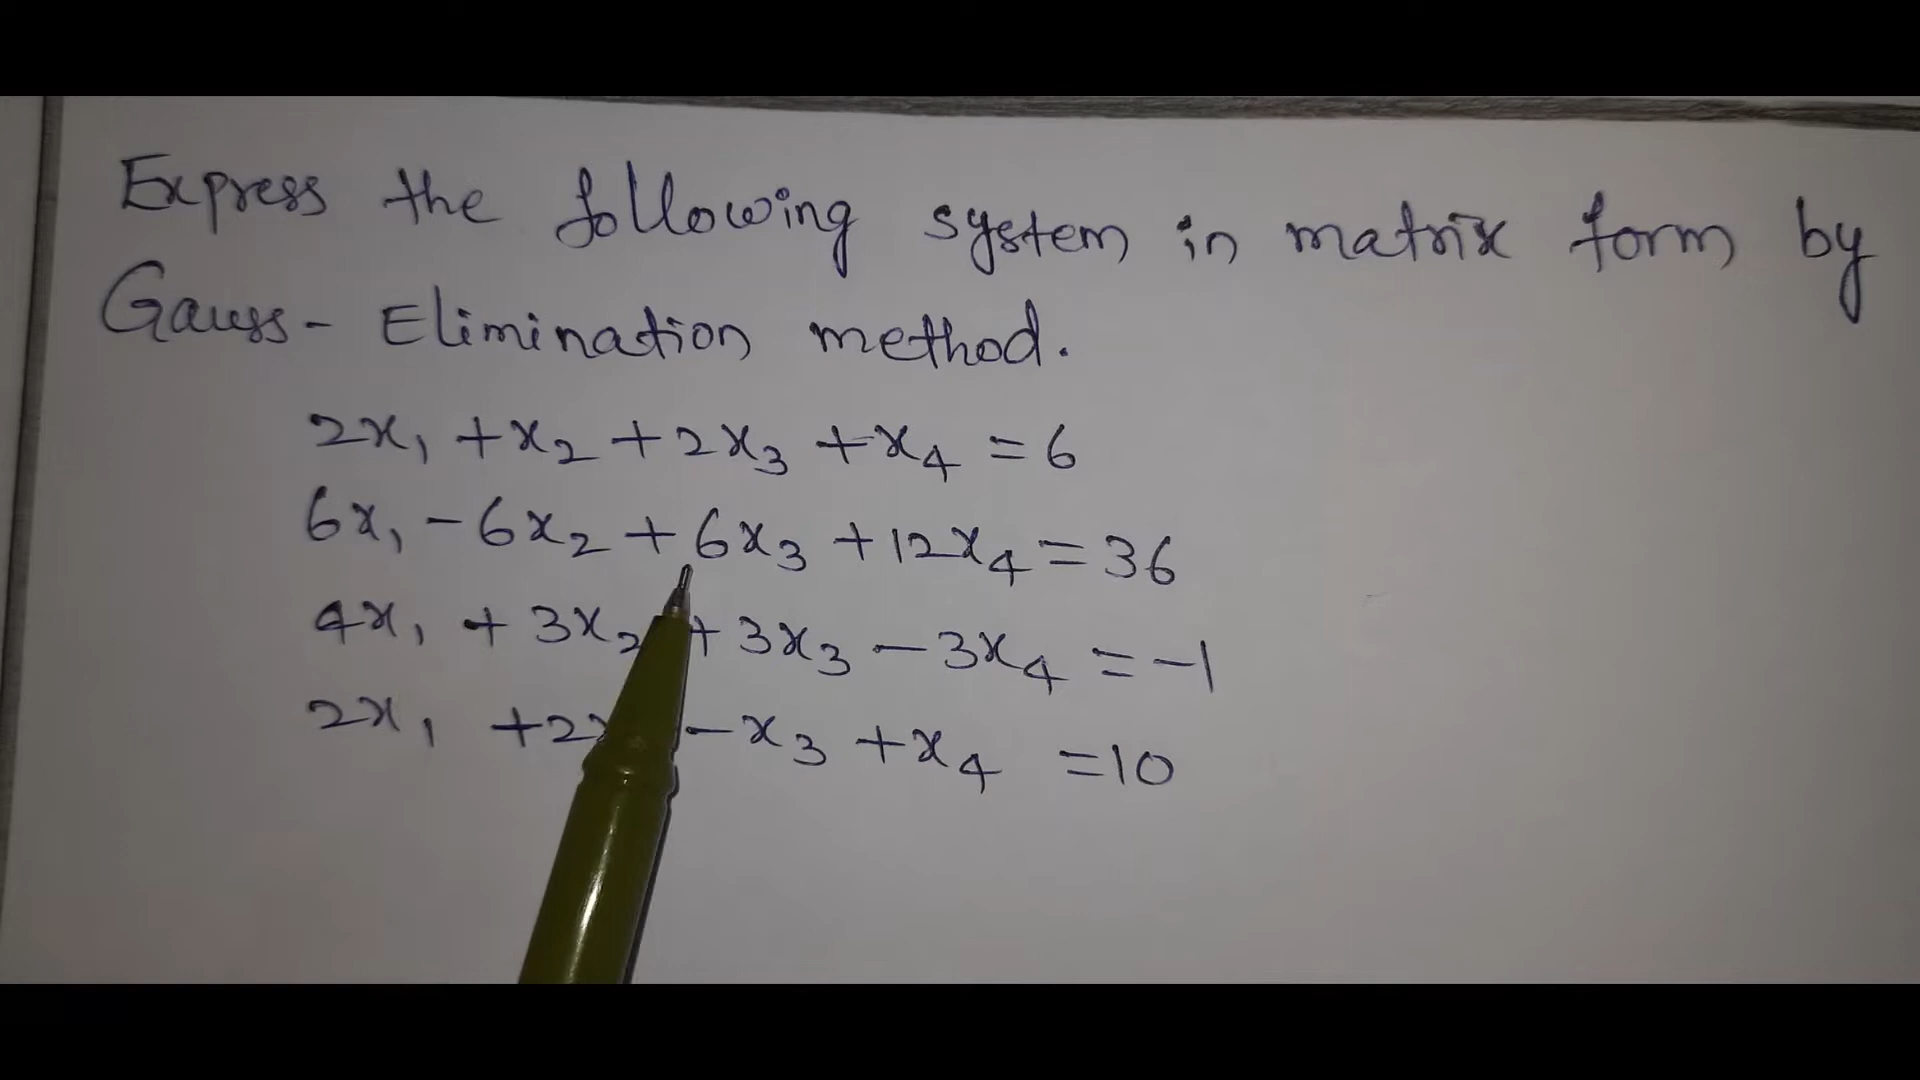 Express the following system in matrix form by
Gauss-Elimination method.
2x₁ + x₂ + 2x₃ + x₄ = 6
6x₁ - 6x₂ + 6x₃ + 12x₄ = 36
4x₁ + 3x₂ + 3x₃ - 3x₄ = -1
2x₁ + 2x - x₃ + x₄ = 10